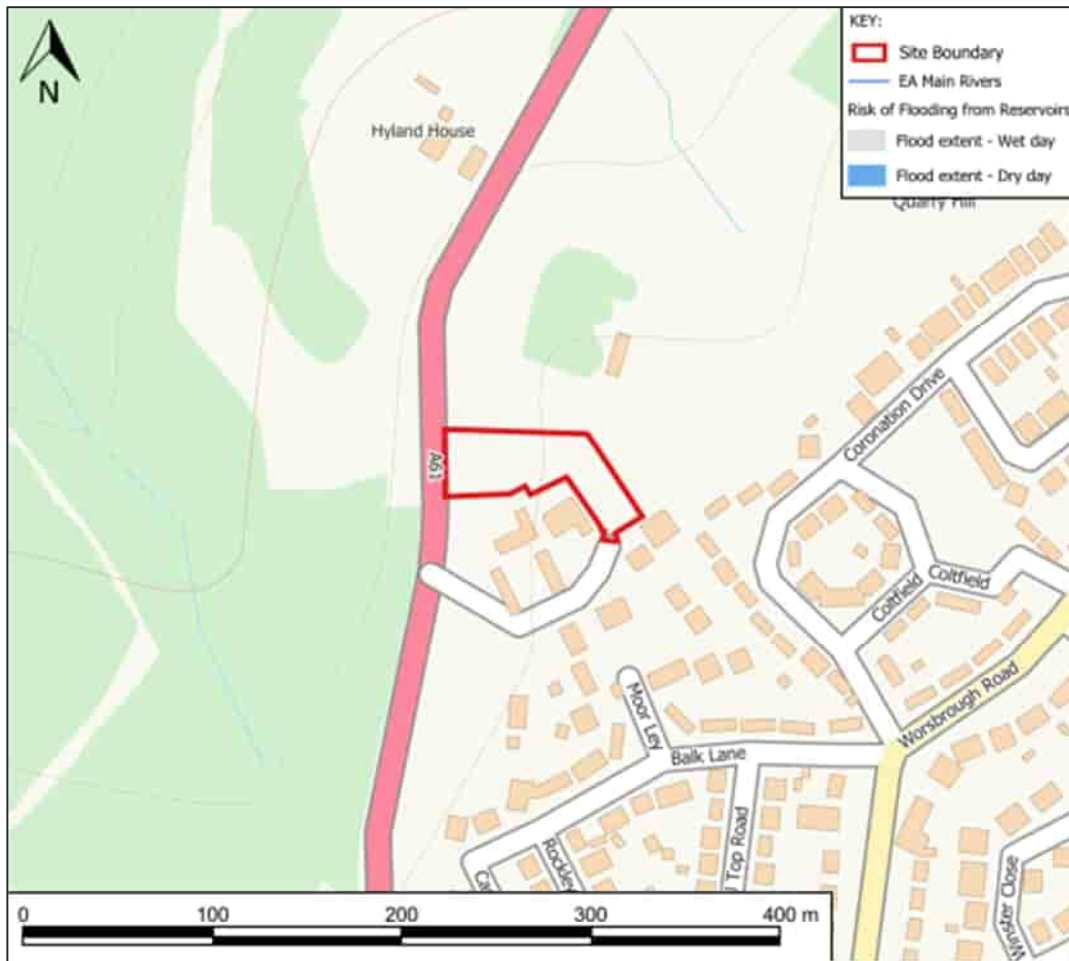 KEY:
Site Boundary
EA Main Rivers
Risk of Flooding from Reservoirs
Flood extent - Wet day
Flood extent - Dry day
N
Hyland House
Quarry Hill
Coronation Drive
A61
Coltfield
Coltfield
Worsbrough Road
Moor Ley
Balk Lane
Top Road
Rockley
Ca
Winster Close
0 100 200 300 400 m